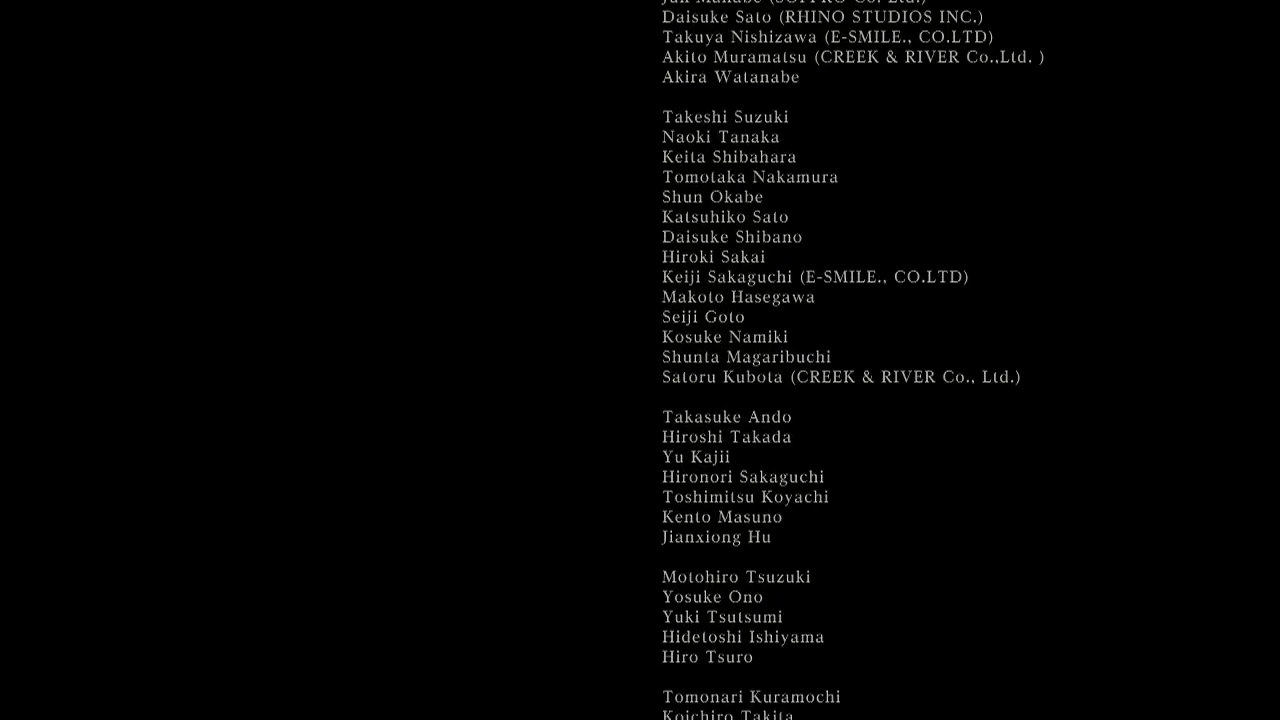 Daisuke Sato (RHINO STUDIOS INC.)
Takuya Nishizawa (E-SMILE., CO.LTD)
Akito Muramatsu (CREEK & RIVER Co.,Ltd. )
Akira Watanabe
Takeshi Suzuki
Naoki Tanaka
Keita Shibahara
Tomotaka Nakamura
Shun Okabe
Katsuhiko Sato
Daisuke Shibano
Hiroki Sakai
Keiji Sakaguchi (E-SMILE., CO.LTD)
Makoto Hasegawa
Seiji Goto
Kosuke Namiki
Shunta Magaribuchi
Satoru Kubota (CREEK & RIVER Co., Ltd.)
Takasuke Ando
Hiroshi Takada
Yu Kajii
Hironori Sakaguchi
Toshimitsu Koyachi
Kento Masuno
Jianxiong Hu
Motohiro Tsuzuki
Yosuke Ono
Yuki Tsutsumi
Hidetoshi Ishiyama
Hiro Tsuro
Tomonari Kuramochi
Koichiro Takita